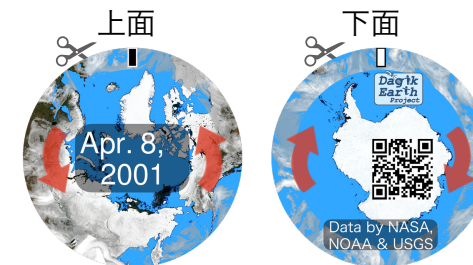 上面
下面
Apr. 8,
2001
Dagik
Earth
Project
Data by NASA,
NOAA & USGS